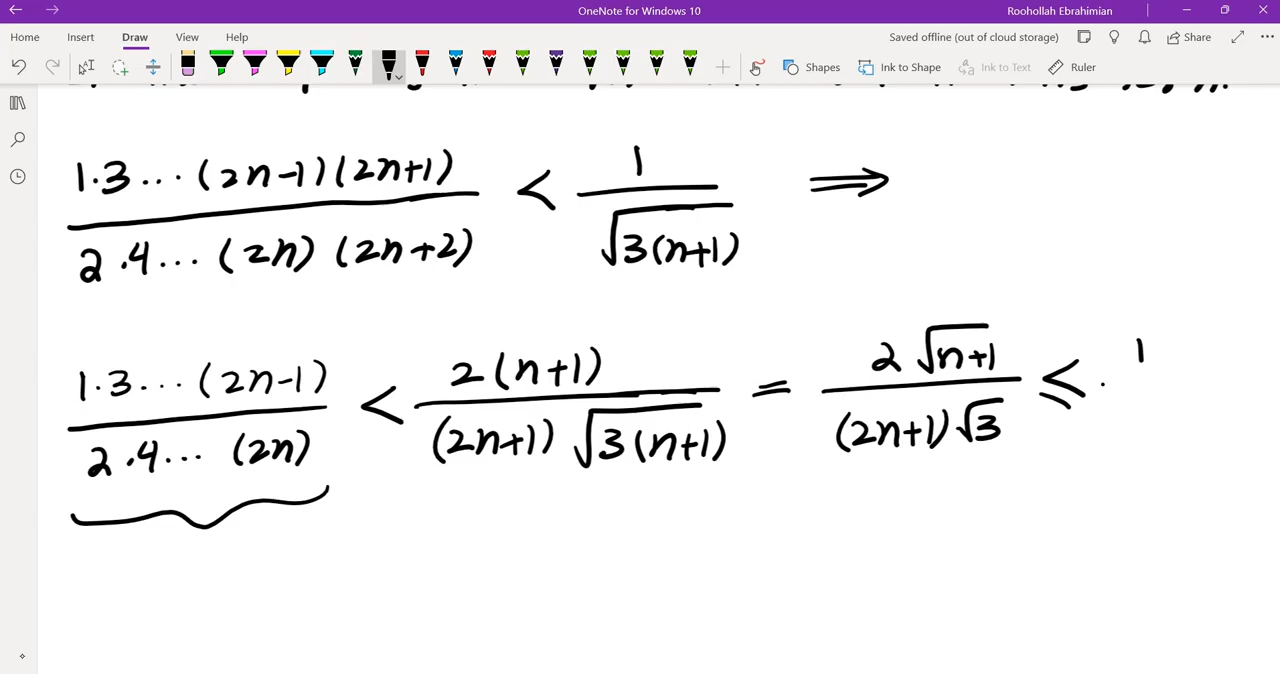 OneNote for Windows 10
Roohollah Ebrahimian
Home Insert Draw View Help
Saved offline (out of cloud storage)
Share
Shapes Ink to Shape Ink to Text Ruler
1·3...(2n-1)(2n+1) / 2·4...(2n)(2n+2) < 1 / √3(n+1) ⟹
1·3...(2n-1) / 2·4...(2n) < 2(n+1) / (2n+1)√3(n+1) = 2√n+1 / (2n+1)√3 ≤ 1